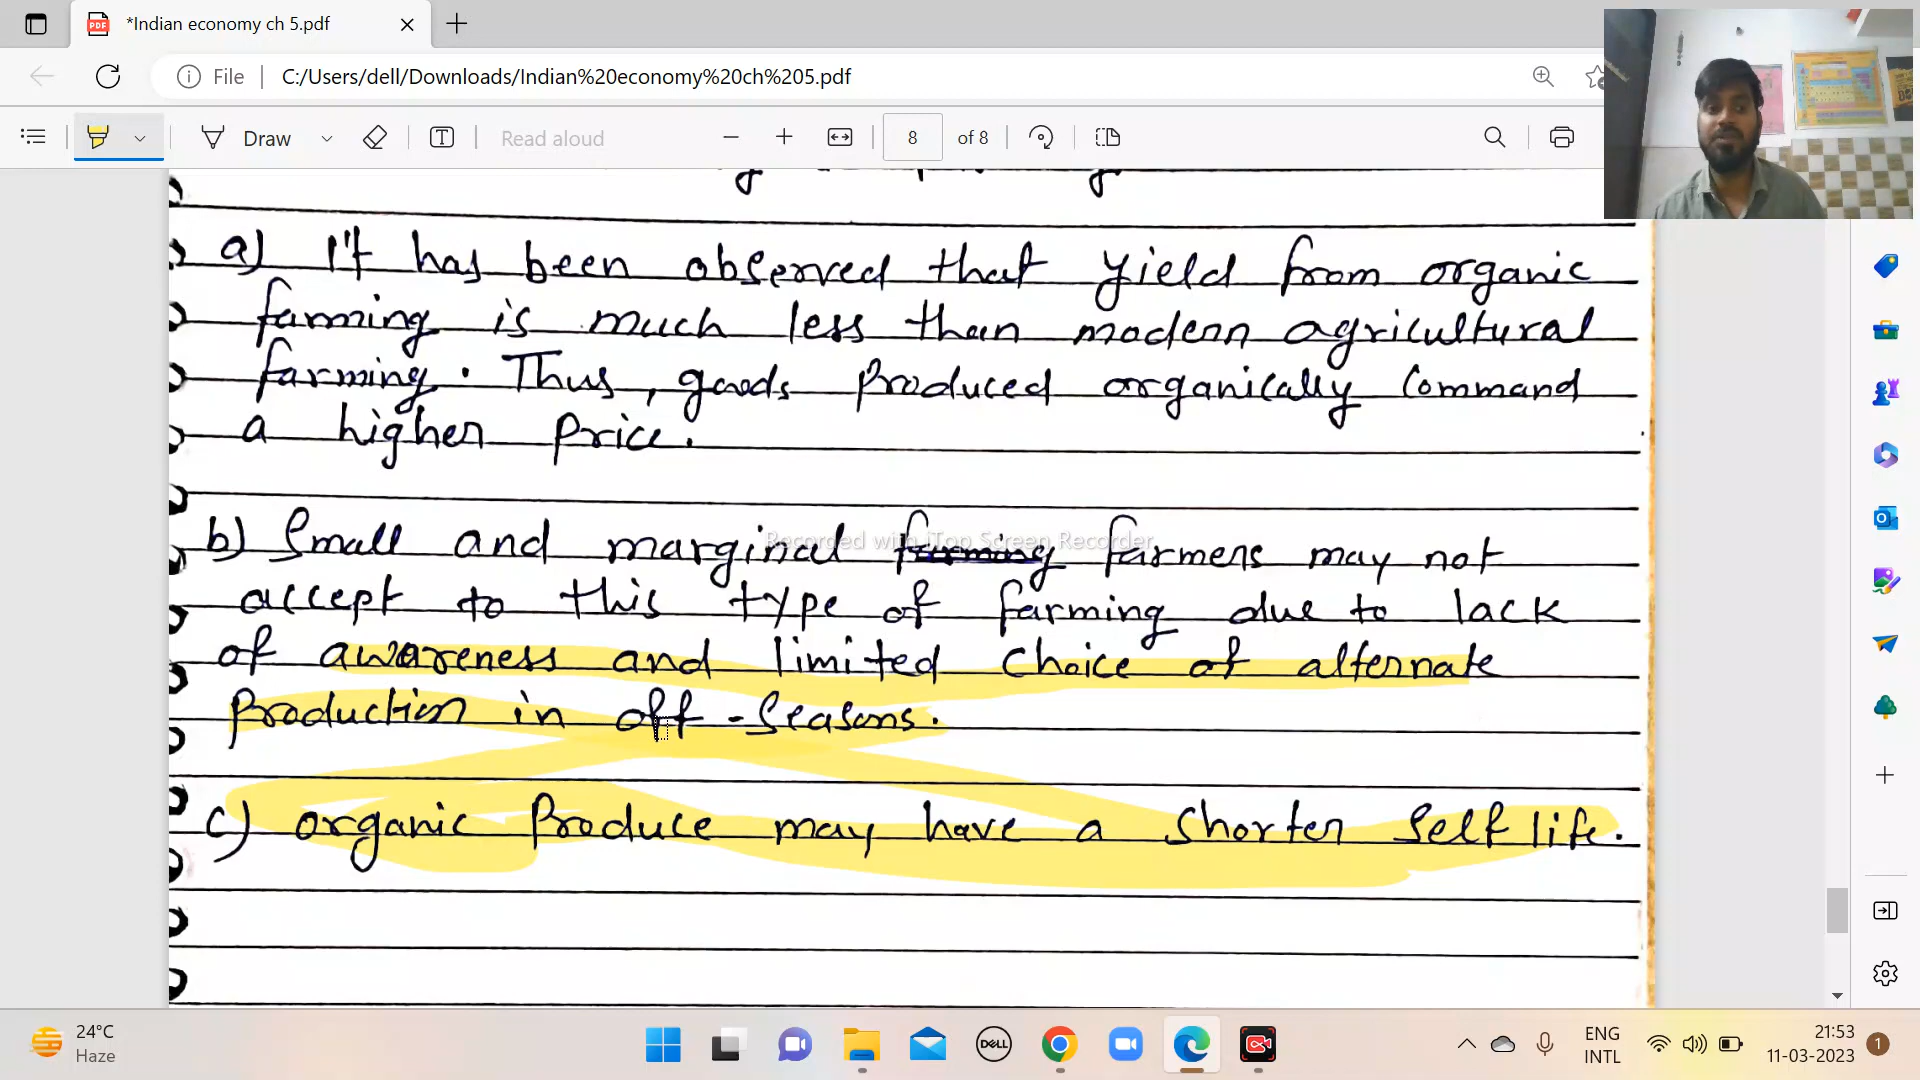 *Indian economy ch 5.pdf
File
C:/Users/dell/Downloads/Indian%20economy%20ch%205.pdf
Draw
Read aloud
8
of 8
a) It has been observed that yield from organic
farming is much less than modern agricultural
farming. Thus, goods produced organically command
a higher price.
Recorded with iTop Screen Recorder
b) Small and marginal farming farmers may not
accept to this type of farming due to lack
of awareness and limited choice of alternate
production in off-seasons.
c) organic produce may have a shorter self life.
24°C
Haze
DELL
ENG
INTL
21:53
11-03-2023
1